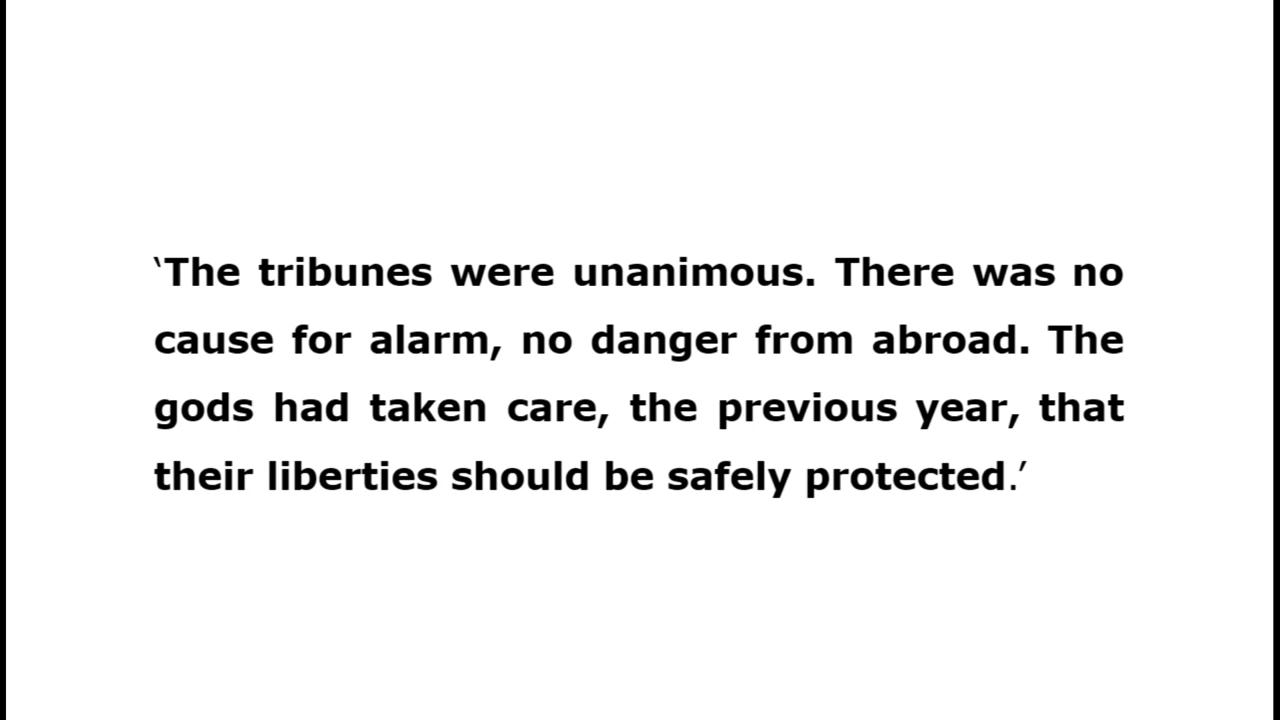 ‘The tribunes were unanimous. There was no
cause for alarm, no danger from abroad. The
gods had taken care, the previous year, that
their liberties should be safely protected.’